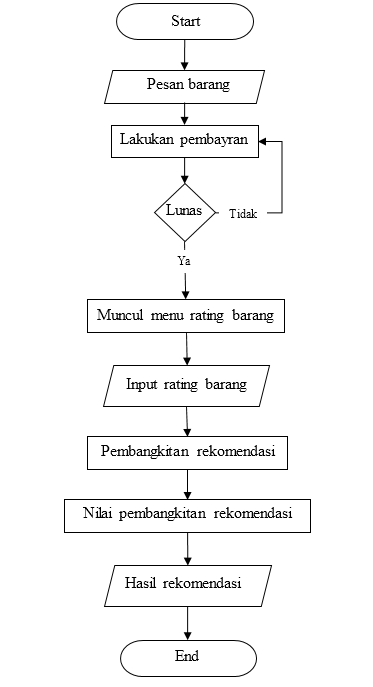 Start
Pesan barang
Lakukan pembayran
Lunas
Tidak
Ya
Muncul menu rating barang
Input rating barang
Pembangkitan rekomendasi
Nilai pembangkitan rekomendasi
Hasil rekomendasi
End